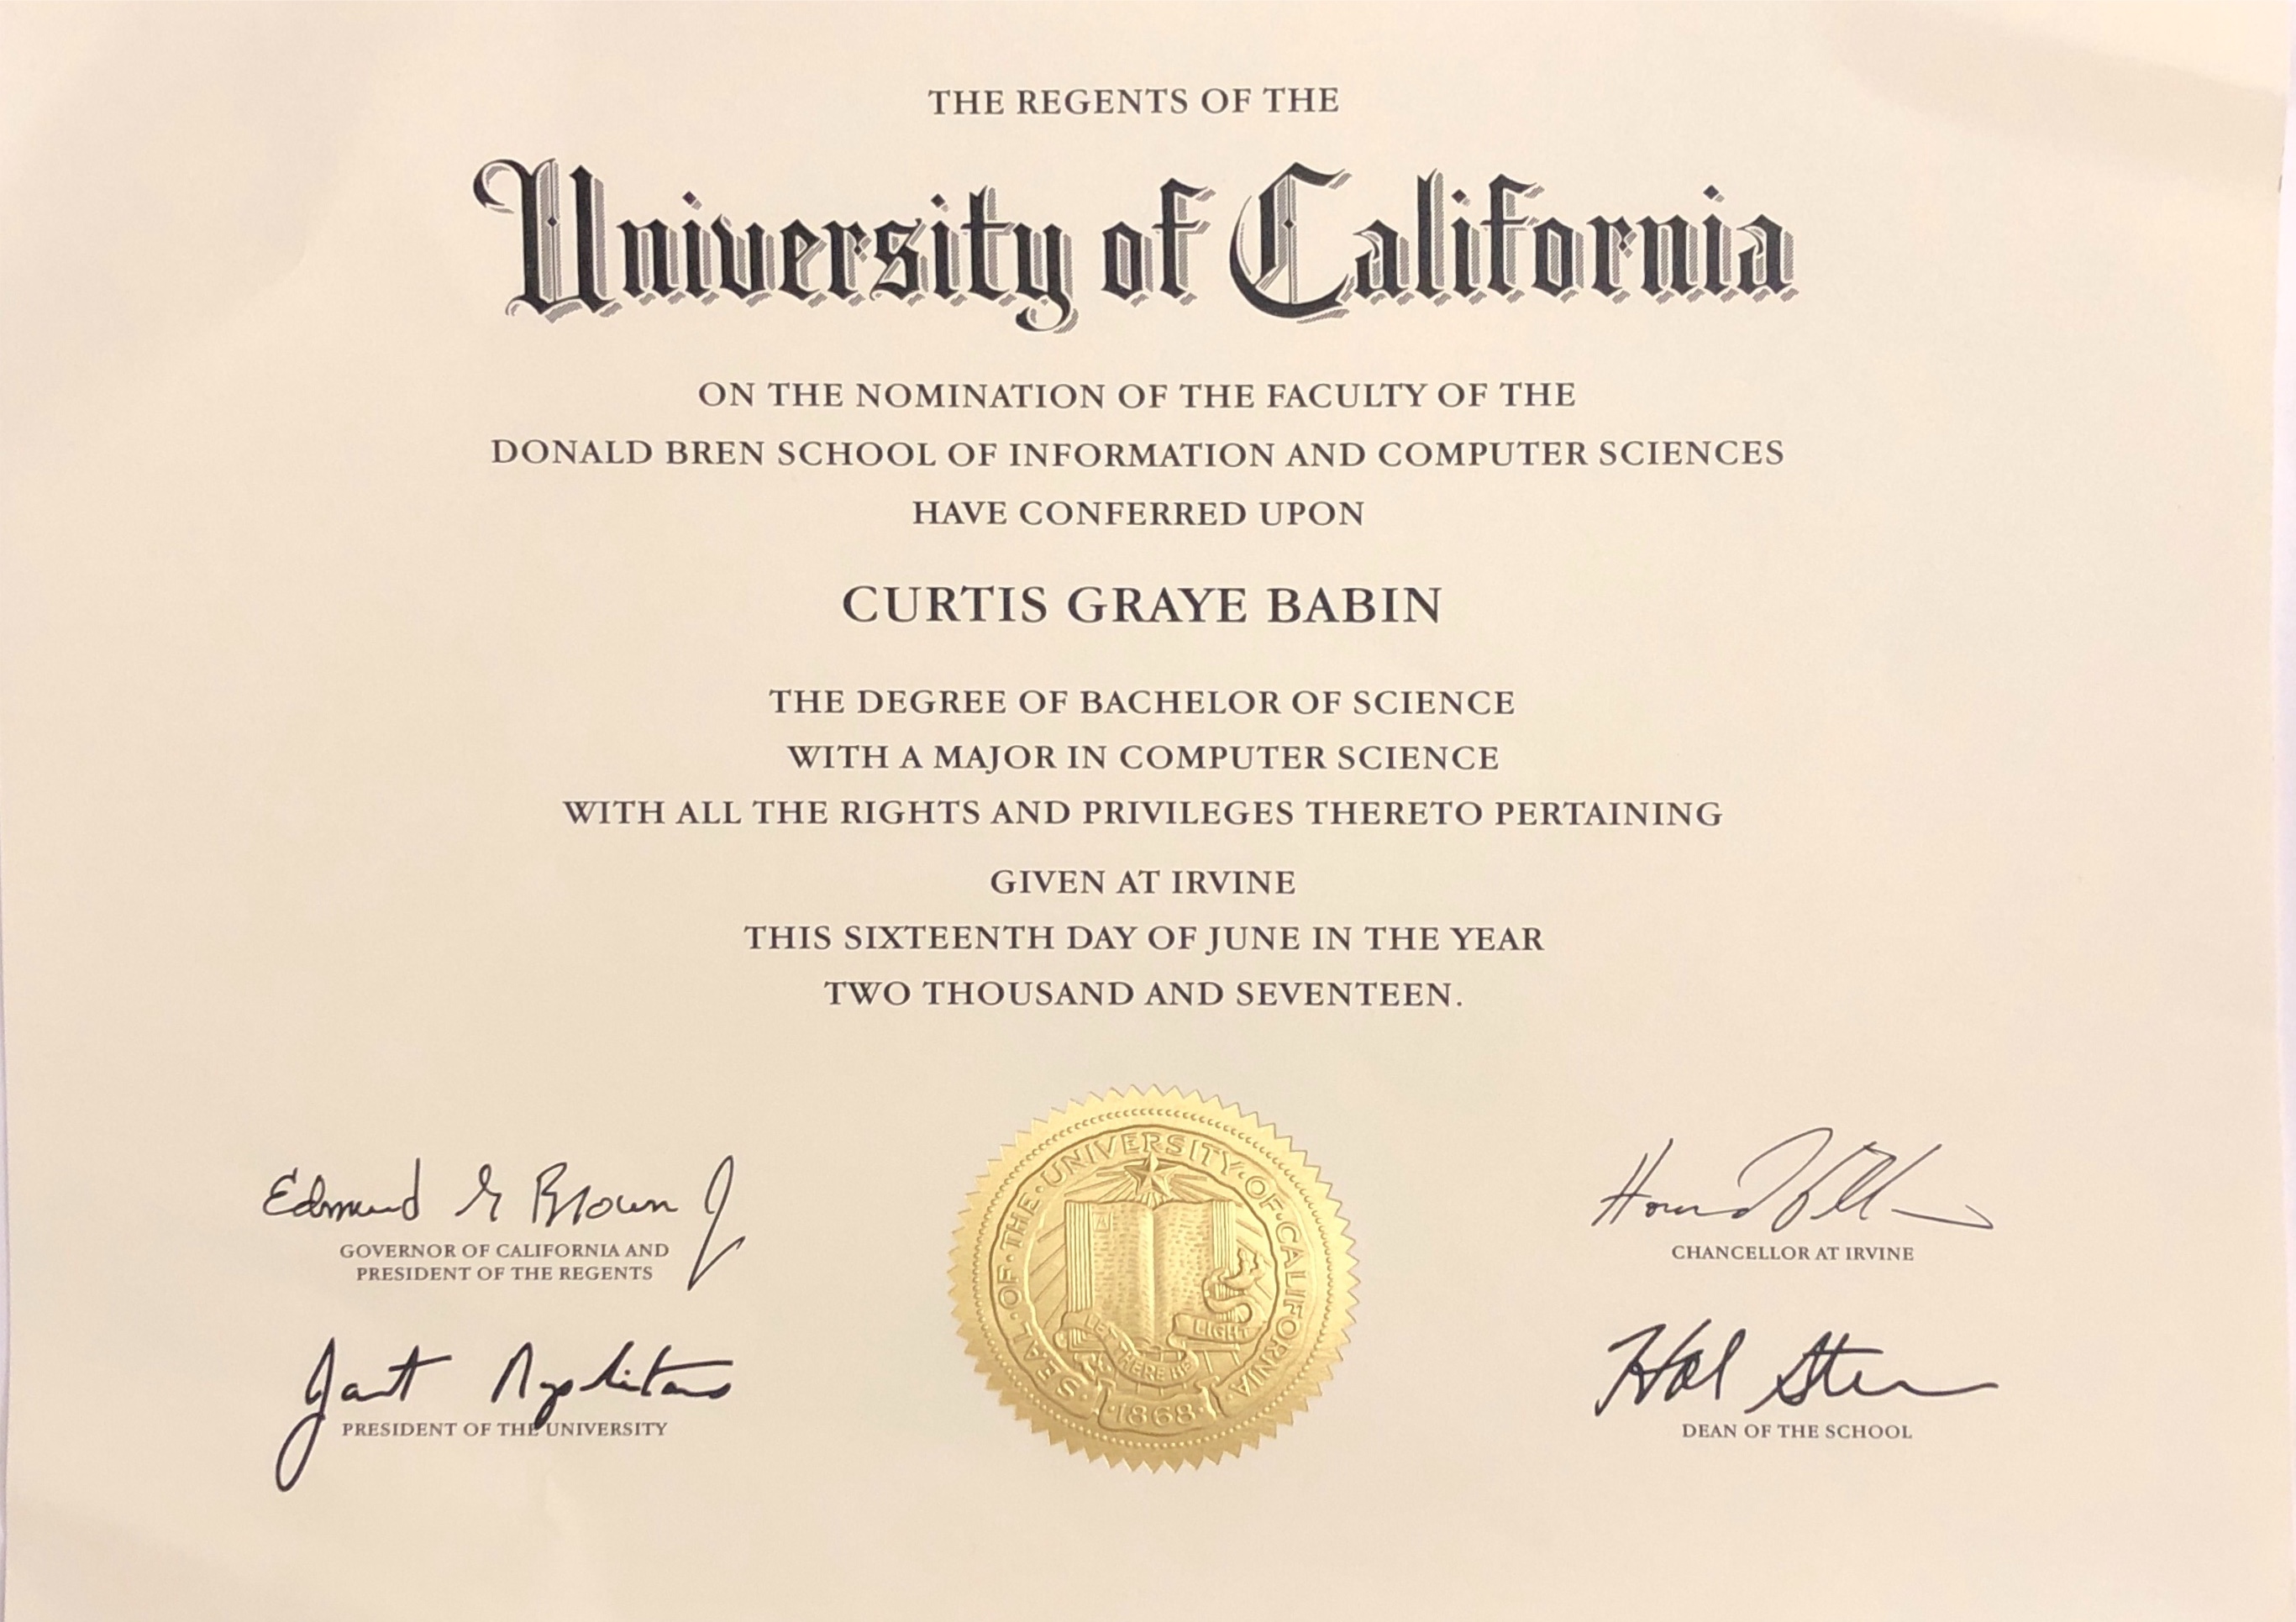 THE REGENTS OF THE
University of California
ON THE NOMINATION OF THE FACULTY OF THE
DONALD BREN SCHOOL OF INFORMATION AND COMPUTER SCIENCES
HAVE CONFERRED UPON
CURTIS GRAYE BABIN
THE DEGREE OF BACHELOR OF SCIENCE
WITH A MAJOR IN COMPUTER SCIENCE
WITH ALL THE RIGHTS AND PRIVILEGES THERETO PERTAINING
GIVEN AT IRVINE
THIS SIXTEENTH DAY OF JUNE IN THE YEAR
TWO THOUSAND AND SEVENTEEN.
Edmund G Brown Jr
GOVERNOR OF CALIFORNIA AND
PRESIDENT OF THE REGENTS
PRESIDENT OF THE UNIVERSITY
SEAL·OF·THE·UNIVERSITY·OF·CALIFORNIA
LET THERE BE LIGHT
·1868·
CHANCELLOR AT IRVINE
Hal Stern
DEAN OF THE SCHOOL